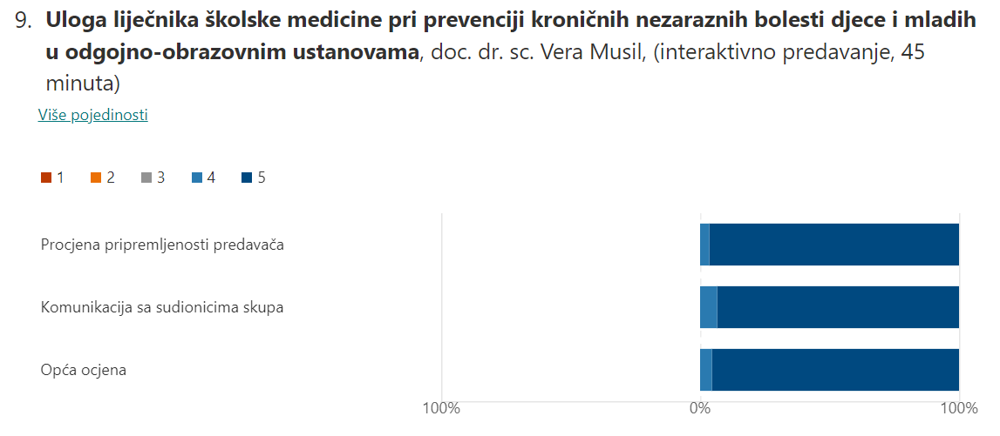 9. Uloga liječnika školske medicine pri prevenciji kroničnih nezaraznih bolesti djece i mladih
u odgojno-obrazovnim ustanovama, doc. dr. sc. Vera Musil, (interaktivno predavanje, 45
minuta)
Više pojedinosti
1 2 3 4 5
Procjena pripremljenosti predavača
Komunikacija sa sudionicima skupa
Opća ocjena
100% 0% 100%